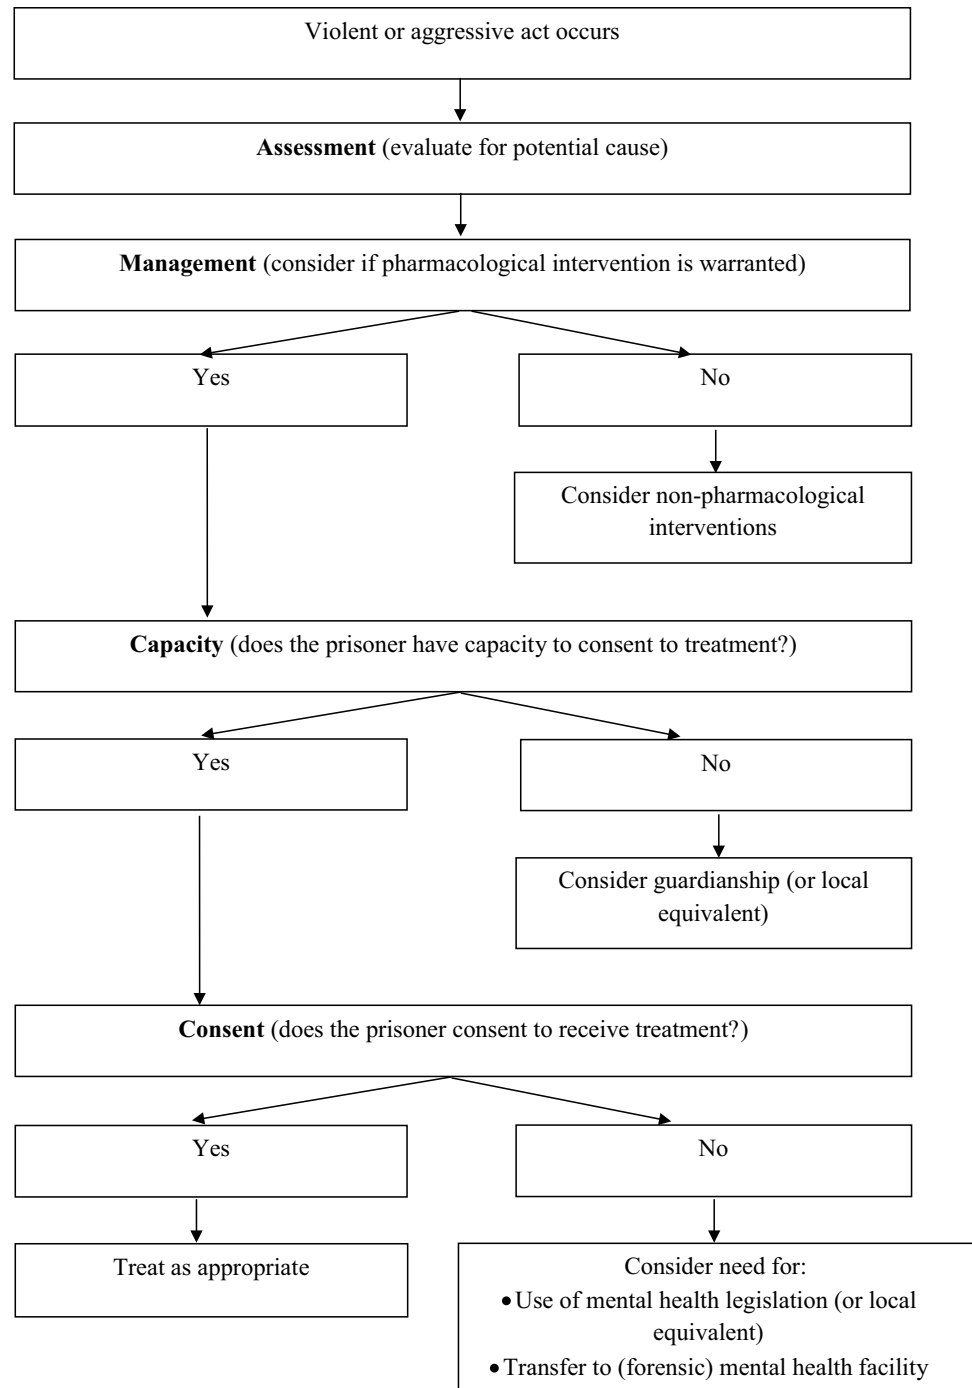 Violent or aggressive act occurs
Assessment (evaluate for potential cause)
Management (consider if pharmacological intervention is warranted)
Yes
No
Consider non-pharmacological
interventions
Capacity (does the prisoner have capacity to consent to treatment?)
Yes
No
Consider guardianship (or local
equivalent)
Consent (does the prisoner consent to receive treatment?)
Yes
No
Treat as appropriate
Consider need for:
•Use of mental health legislation (or local
equivalent)
•Transfer to (forensic) mental health facility